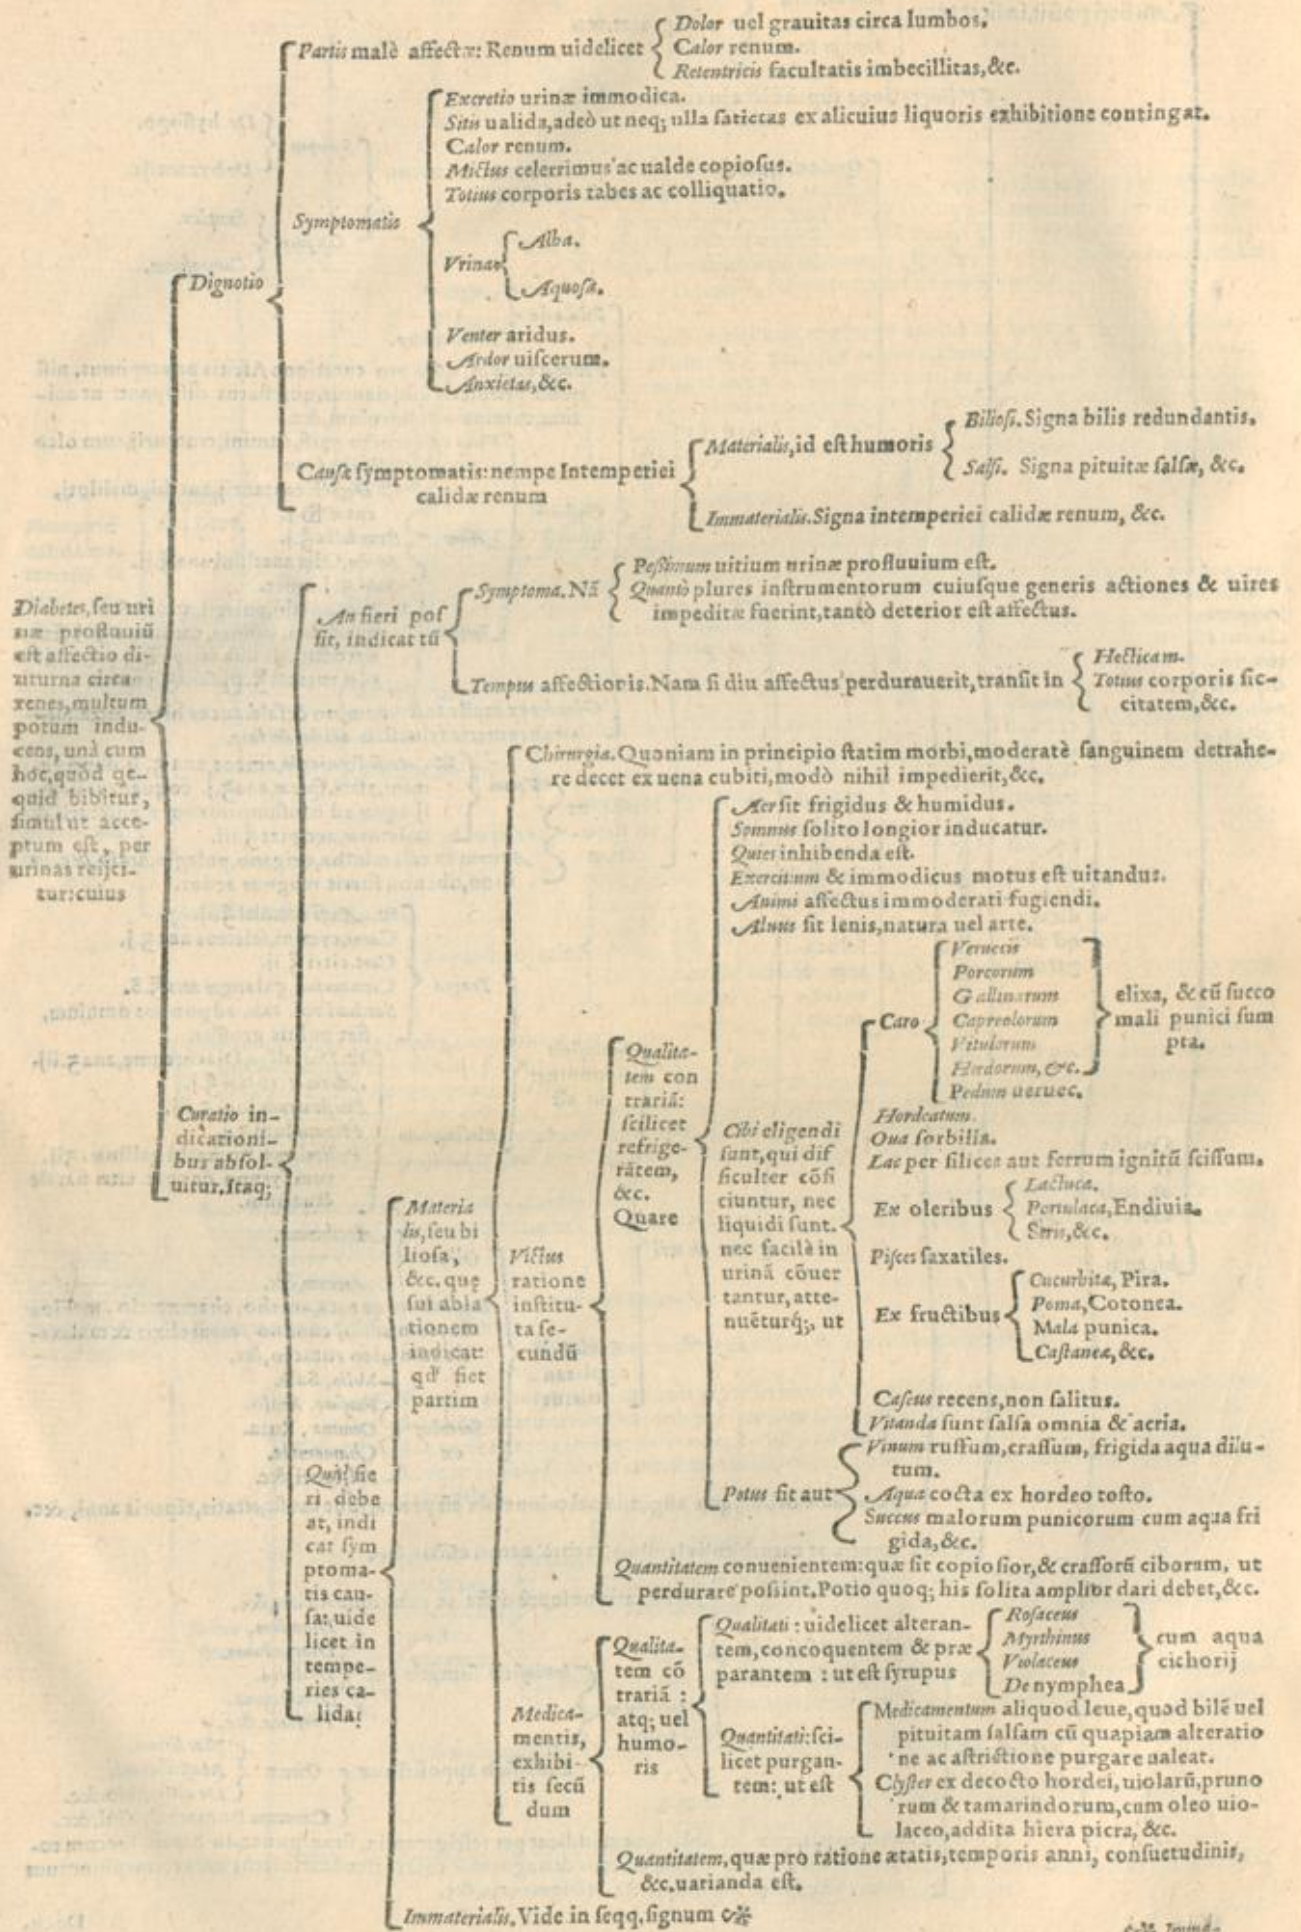 Partis malè affectæ: Renum uidelicet
Dolor uel grauitas circa lumbos.
Calor renum.
Retentricis facultatis imbecillitas, &c.
Symptomatis
Excretio urinæ immodica.
Sitis ualida, adeò ut neq; ulla satietas ex alicuius liquoris exhibitione contingat.
Calor renum.
Mictus celerrimus ac ualde copiosus.
Totius corporis tabes ac colliquatio.
Vrinae
Alba.
Aquosa.
Venter aridus.
Ardor uiscerum.
Anxietas, &c.
Dignotio
Causæ symptomatis: nempe Intemperiei
calidæ renum
Materialis, id est humoris
Biliosi. Signa bilis redundantis.
Salsi. Signa pituitæ salsæ, &c.
Immaterialis. Signa intemperiei calidæ renum, &c.
Diabetes, seu uri
næ profluuiũ
est affectio di-
uturna circa
renes, multum
potum indu-
cens, unà cum
hoc, quòd
quid bibitur,
simul ut acce-
ptum est, per
urinas reijci-
tur: cuius
An fieri pos
sit, indicat tũ
Symptoma. Nã
Pessimum uitium urinæ profluuium est.
Quantò plures instrumentorum cuiusque generis actiones & uires
impeditæ fuerint, tantò deterior est affectus.
Tempus affectionis. Nam si diu affectus perdurauerit, transit in
Hecticam.
Totius corporis sic-
citatem, &c.
Curatio in-
dicationi-
bus absol-
uitur. Itaq;
Quid fie
ri debe
at, indi
cat sym
ptoma-
tis cau-
sa: uide
licet in
tempe-
ries ca-
lida:
Materia
lis, seu bi
liosa,
&c. quę
sui abla
tionem
indicat:
qd' fiet
partim
Chirurgia. Quoniam in principio statim morbi, moderatè sanguinem detrahe-
re decet ex uena cubiti, modò nihil impedierit, &c.
Victus
ratione
institu-
ta se-
cundũ
Qualita-
tem con
trariã:
scilicet
refrige-
rãtem,
&c.
Quare
Aer sit frigidus & humidus.
Somnus solito longior inducatur.
Quies inhibenda est.
Exercitium & immodicus motus est uitandus.
Animi affectus immoderati fugiendi.
Aluus sit lenis, natura uel arte.
Cibi eligendi
sunt, qui dif
ficulter cõfi
ciuntur, nec
liquidi sunt.
nec facilè in
urinã cõuer
tantur, atte-
nuẽturq́;, ut
Caro
Veruecis
Porcorum
Gallinarum
Capreolorum
Vitulorum
Hœdorum, &c.
Pedum ueruec.
elixa, & cũ succo
mali punici sum
pta.
Hordeatum.
Oua sorbilia.
Lac per silices aut ferrum ignitũ scissum.
Ex oleribus
Lactuca.
Portulaca, Endiuia.
Seris, &c.
Pisces saxatiles.
Ex fructibus
Cucurbita, Pira.
Poma, Cotonea.
Mala punica.
Castaneæ, &c.
Caseus recens, non salitus.
Vitanda sunt salsa omnia & acria.
Potus sit aut
Vinum ruffum, crassum, frigida aqua dilu-
tum.
Aqua cocta ex hordeo tosto.
Succus malorum punicorum cum aqua fri
gida, &c.
Quantitatem conuenientem: quæ sit copiosior, & crassorũ ciborum, ut
perdurare possint. Potio quoq; his solita amplior dari debet, &c.
Medica-
mentis,
exhibi-
tis secũ
dum
Qualita-
tem cõ
trariã:
atq; uel
humo-
ris
Qualitati: uidelicet alteran-
tem, concoquentem & præ
parantem: ut est syrupus
Rosaceus
Myrthinus
Violaceus
De nymphea
cum aqua
cichorij
Quantitati: sci-
licet purgan-
tem: ut est
Medicamentum aliquod leue, quod bilẽ uel
pituitam salsam cũ quapiam alteratio
ne ac astrictione purgare ualeat.
Clyster ex decocto hordei, uiolarũ, pruno
rum & tamarindorum, cum oleo uio-
laceo, addita hiera picra, &c.
Quantitatem, quæ pro ratione ætatis, temporis anni, consuetudinis,
&c. uarianda est.
Immaterialis. Vide in seqq. signum